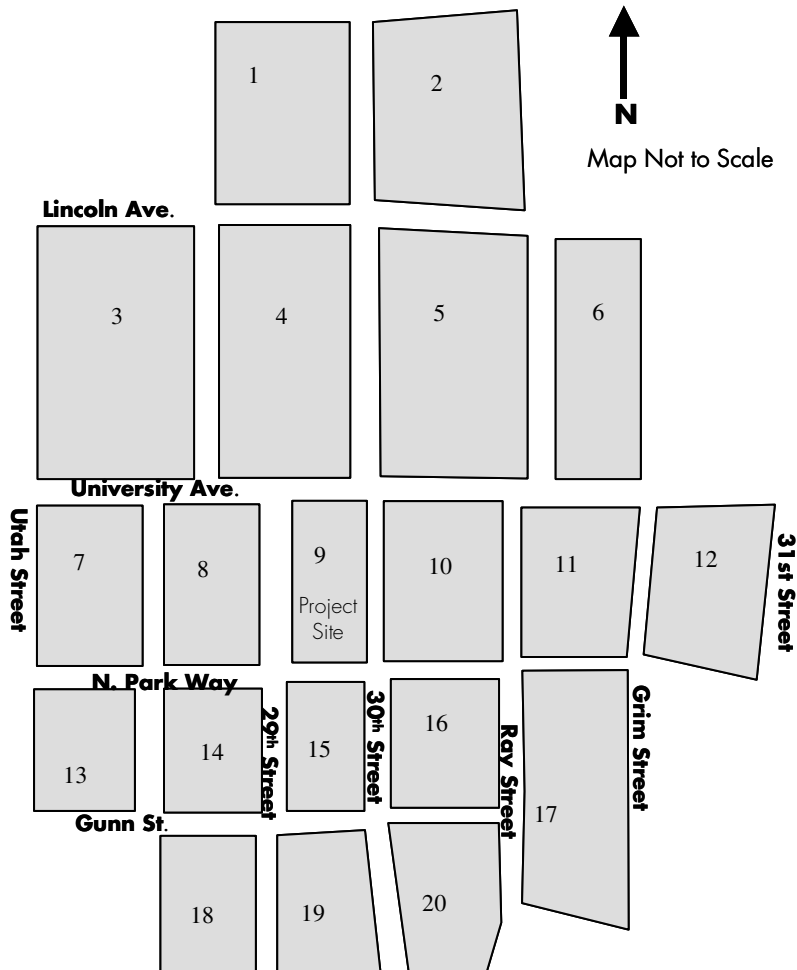 1
2
N
Map Not to Scale
Lincoln Ave.
3
4
5
6
University Ave.
Utah Street
7
8
9
Project
Site
10
11
12
31st Street
N. Park Way
13
14
29th Street
15
30th Street
16
Ray Street
17
Grim Street
Gunn St.
18
19
20